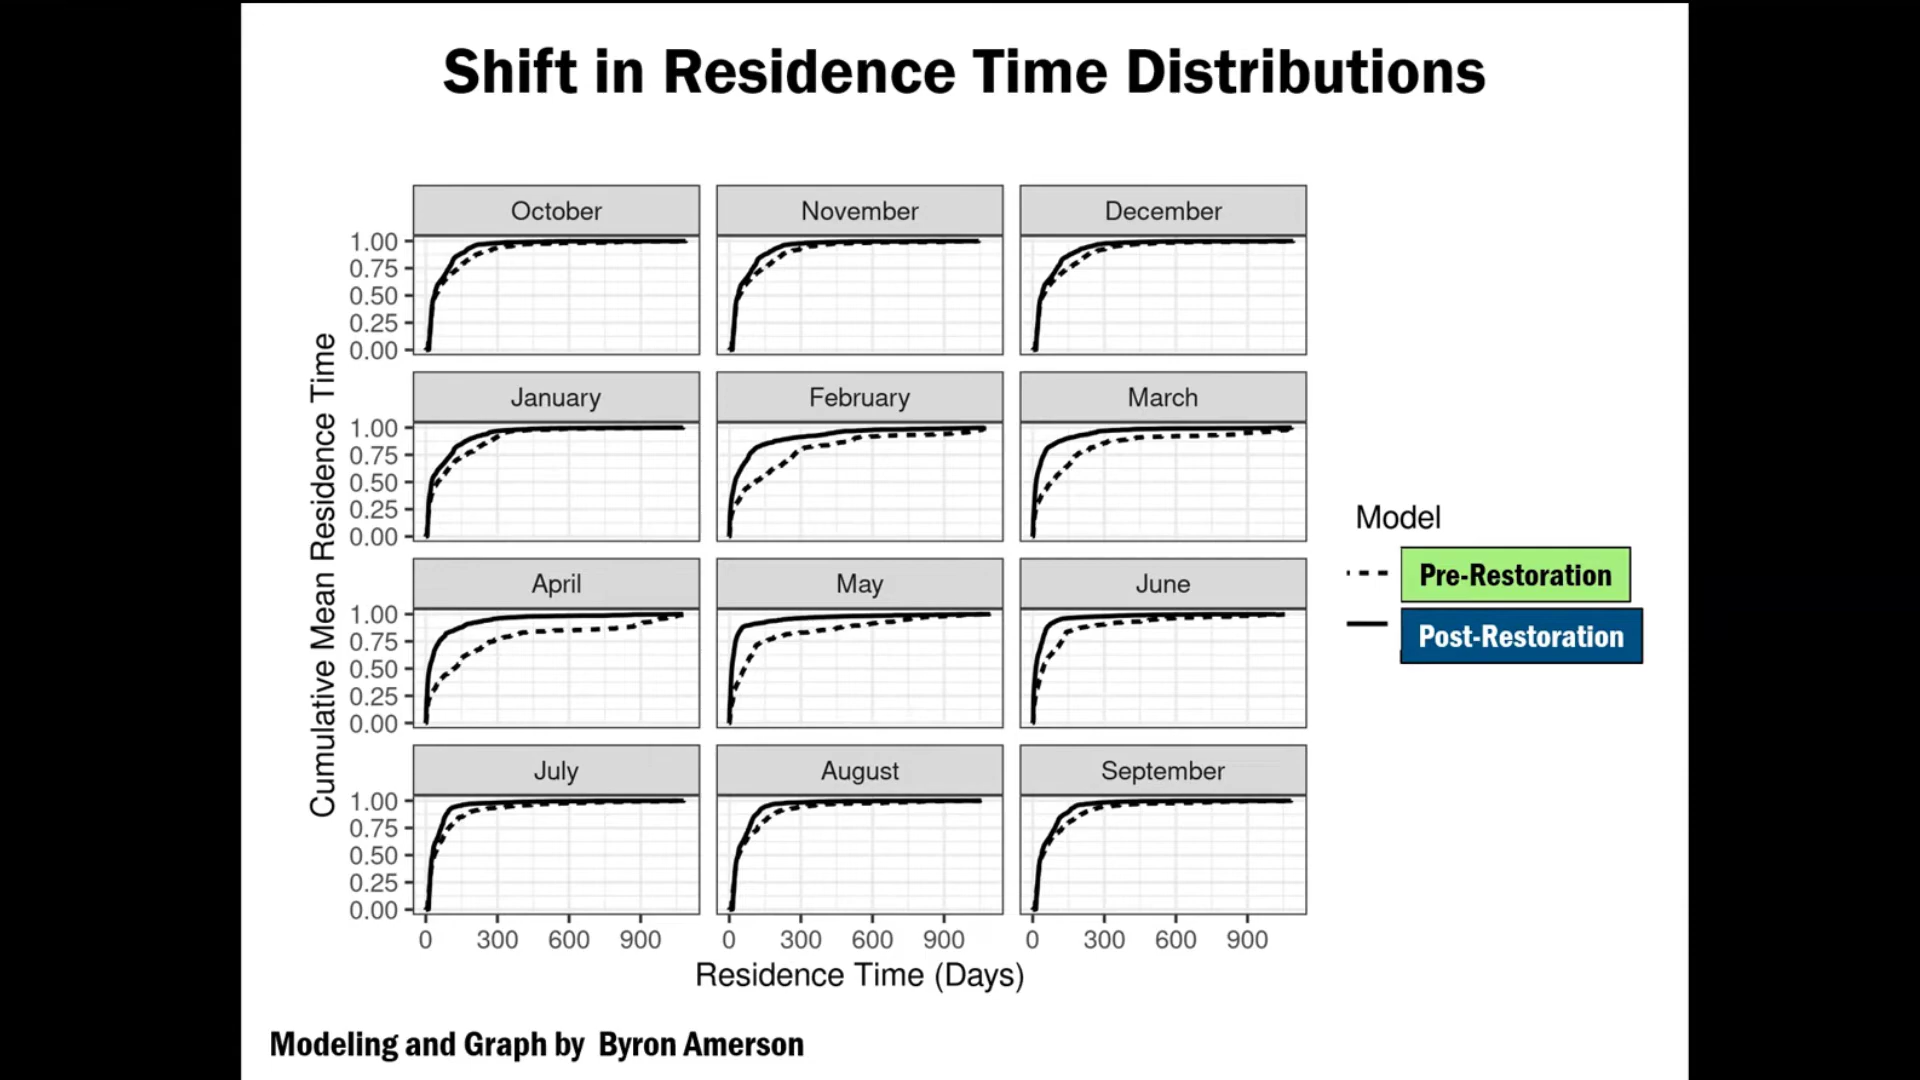 Shift in Residence Time Distributions
October
November
December
1.00
0.75
0.50
0.25
0.00
January
February
March
1.00
0.75
0.50
0.25
0.00
April
May
June
1.00
0.75
0.50
0.25
0.00
July
August
September
1.00
0.75
0.50
0.25
0.00
0 300 600 900
0 300 600 900
0 300 600 900
Cumulative Mean Residence Time
Residence Time (Days)
Model
Pre-Restoration
Post-Restoration
Modeling and Graph by Byron Amerson